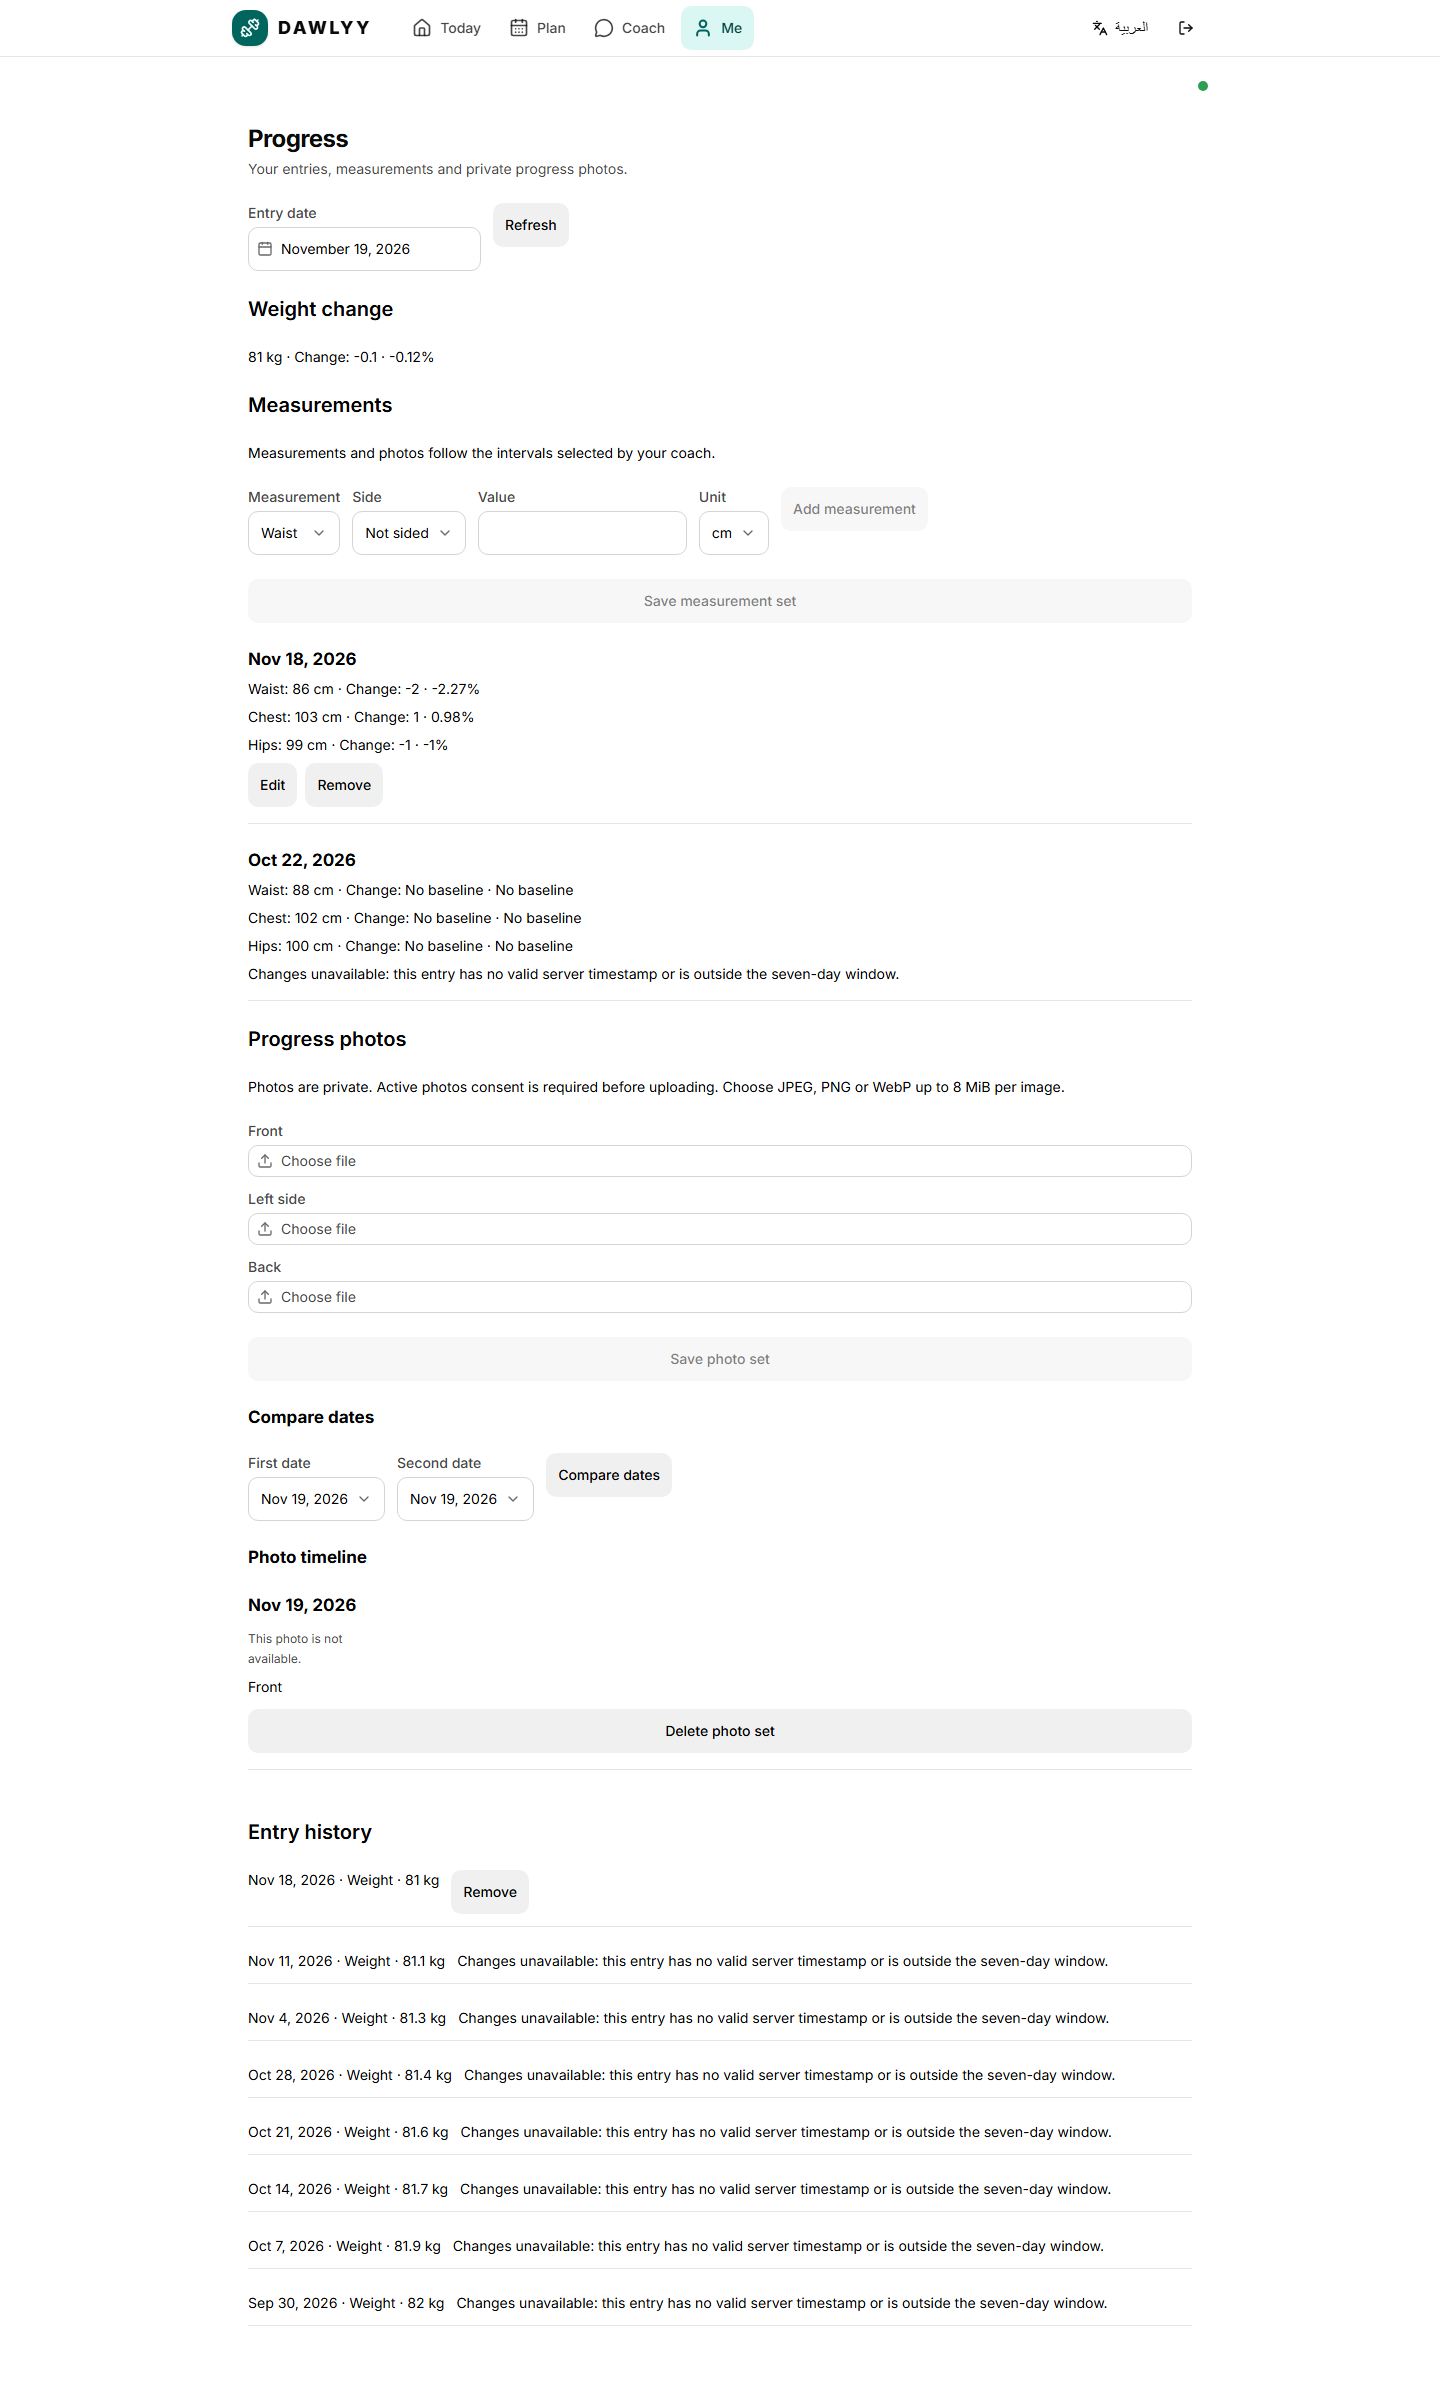 DAWLYY Today Plan Coach Me العربية
Progress
Your entries, measurements and private progress photos.
Entry date
November 19, 2026
Refresh
Weight change
81 kg · Change: -0.1 · -0.12%
Measurements
Measurements and photos follow the intervals selected by your coach.
Measurement Side Value Unit
Waist Not sided cm Add measurement
Save measurement set
Nov 18, 2026
Waist: 86 cm · Change: -2 · -2.27%
Chest: 103 cm · Change: 1 · 0.98%
Hips: 99 cm · Change: -1 · -1%
Edit Remove
Oct 22, 2026
Waist: 88 cm · Change: No baseline · No baseline
Chest: 102 cm · Change: No baseline · No baseline
Hips: 100 cm · Change: No baseline · No baseline
Changes unavailable: this entry has no valid server timestamp or is outside the seven-day window.
Progress photos
Photos are private. Active photos consent is required before uploading. Choose JPEG, PNG or WebP up to 8 MiB per image.
Front
Choose file
Left side
Choose file
Back
Choose file
Save photo set
Compare dates
First date Second date
Nov 19, 2026 Nov 19, 2026 Compare dates
Photo timeline
Nov 19, 2026
This photo is not
available.
Front
Delete photo set
Entry history
Nov 18, 2026 · Weight · 81 kg Remove
Nov 11, 2026 · Weight · 81.1 kg Changes unavailable: this entry has no valid server timestamp or is outside the seven-day window.
Nov 4, 2026 · Weight · 81.3 kg Changes unavailable: this entry has no valid server timestamp or is outside the seven-day window.
Oct 28, 2026 · Weight · 81.4 kg Changes unavailable: this entry has no valid server timestamp or is outside the seven-day window.
Oct 21, 2026 · Weight · 81.6 kg Changes unavailable: this entry has no valid server timestamp or is outside the seven-day window.
Oct 14, 2026 · Weight · 81.7 kg Changes unavailable: this entry has no valid server timestamp or is outside the seven-day window.
Oct 7, 2026 · Weight · 81.9 kg Changes unavailable: this entry has no valid server timestamp or is outside the seven-day window.
Sep 30, 2026 · Weight · 82 kg Changes unavailable: this entry has no valid server timestamp or is outside the seven-day window.